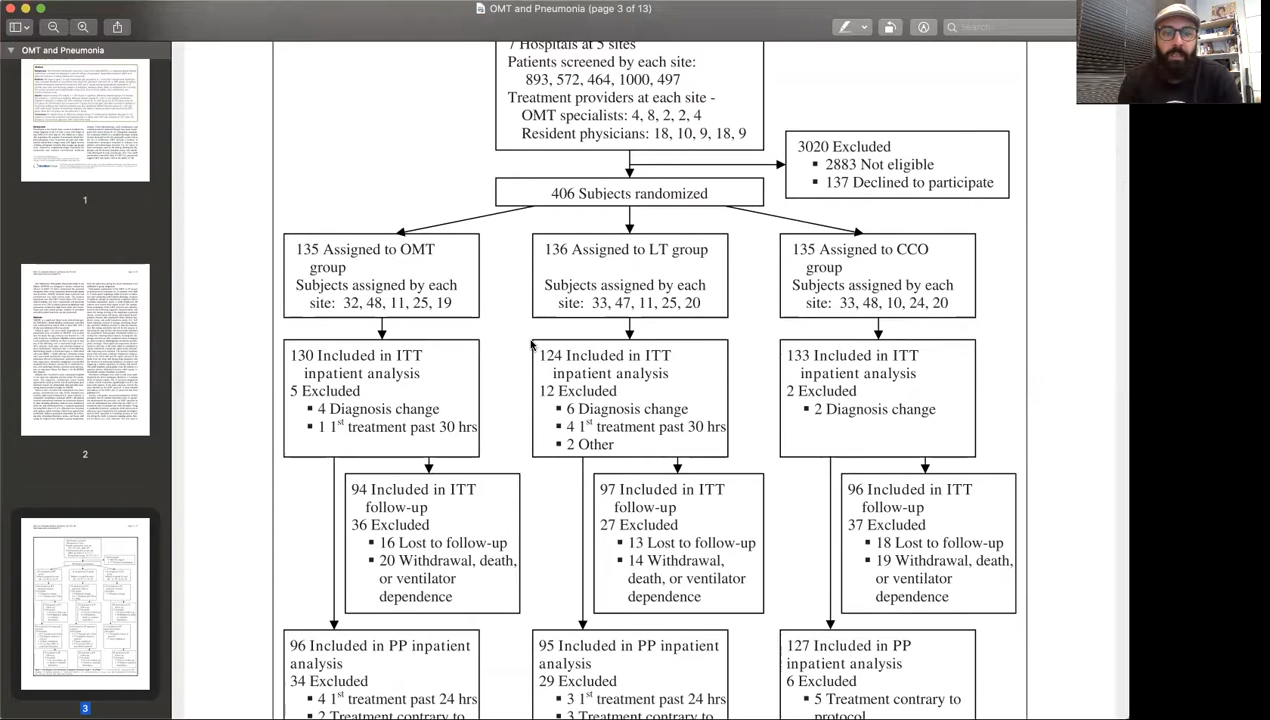 OMT and Pneumonia (page 3 of 13)
Search
OMT and Pneumonia
1
2
3
7 Hospitals at 5 sites
Patients screened by each site:
893,572, 464, 1000, 497
Treatment providers at each site -
OMT specialists: 4, 8, 2, 2, 4
Resident physicians: 18, 10, 9, 18, 9
3020 Excluded
▪ 2883 Not eligible
▪ 137 Declined to participate
406 Subjects randomized
135 Assigned to OMT
group
Subjects assigned by each
site: 32, 48, 11, 25, 19
136 Assigned to LT group
Subjects assigned by each
site: 33, 47, 11, 25, 20
135 Assigned to CCO
group
Subjects assigned by each
site: 33, 48, 10, 24, 20
130 Included in ITT
inpatient analysis
5 Excluded
▪ 4 Diagnosis change
▪ 1 1st treatment past 30 hrs
124 Included in ITT
inpatient analysis
12 Excluded
▪ 6 Diagnosis change
▪ 4 1st treatment past 30 hrs
▪ 2 Other
133 Included in ITT
inpatient analysis
2 Excluded
▪ 2 Diagnosis change
94 Included in ITT
follow-up
36 Excluded
▪ 16 Lost to follow-up
▪ 20 Withdrawal, death,
or ventilator
dependence
97 Included in ITT
follow-up
27 Excluded
▪ 13 Lost to follow-up
▪ 14 Withdrawal,
death, or ventilator
dependence
96 Included in ITT
follow-up
37 Excluded
▪ 18 Lost to follow-up
▪ 19 Withdrawal, death,
or ventilator
dependence
96 Included in PP inpatient
analysis
34 Excluded
▪ 4 1st treatment past 24 hrs
▪ 2 Treatment contrary to
95 Included in PP inpatient
analysis
29 Excluded
▪ 3 1st treatment past 24 hrs
▪ 3 Treatment contrary to
127 Included in PP
inpatient analysis
6 Excluded
▪ 5 Treatment contrary to
protocol